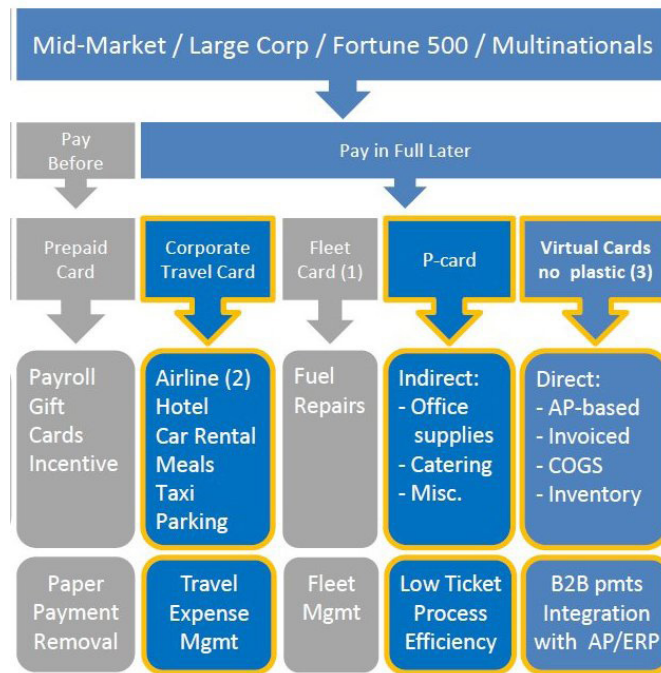 Mid-Market / Large Corp / Fortune 500 / Multinationals
Pay
Before
Pay in Full Later
Prepaid
Card
Corporate
Travel Card
Fleet
Card (1)
P-card
Virtual Cards
no plastic (3)
Payroll
Gift
Cards
Incentive
Airline (2)
Hotel
Car Rental
Meals
Taxi
Parking
Fuel
Repairs
Indirect:
- Office
supplies
- Catering
- Misc.
Direct:
- AP-based
- Invoiced
- COGS
- Inventory
Paper
Payment
Removal
Travel
Expense
Mgmt
Fleet
Mgmt
Low Ticket
Process
Efficiency
B2B pmts
Integration
with AP/ERP